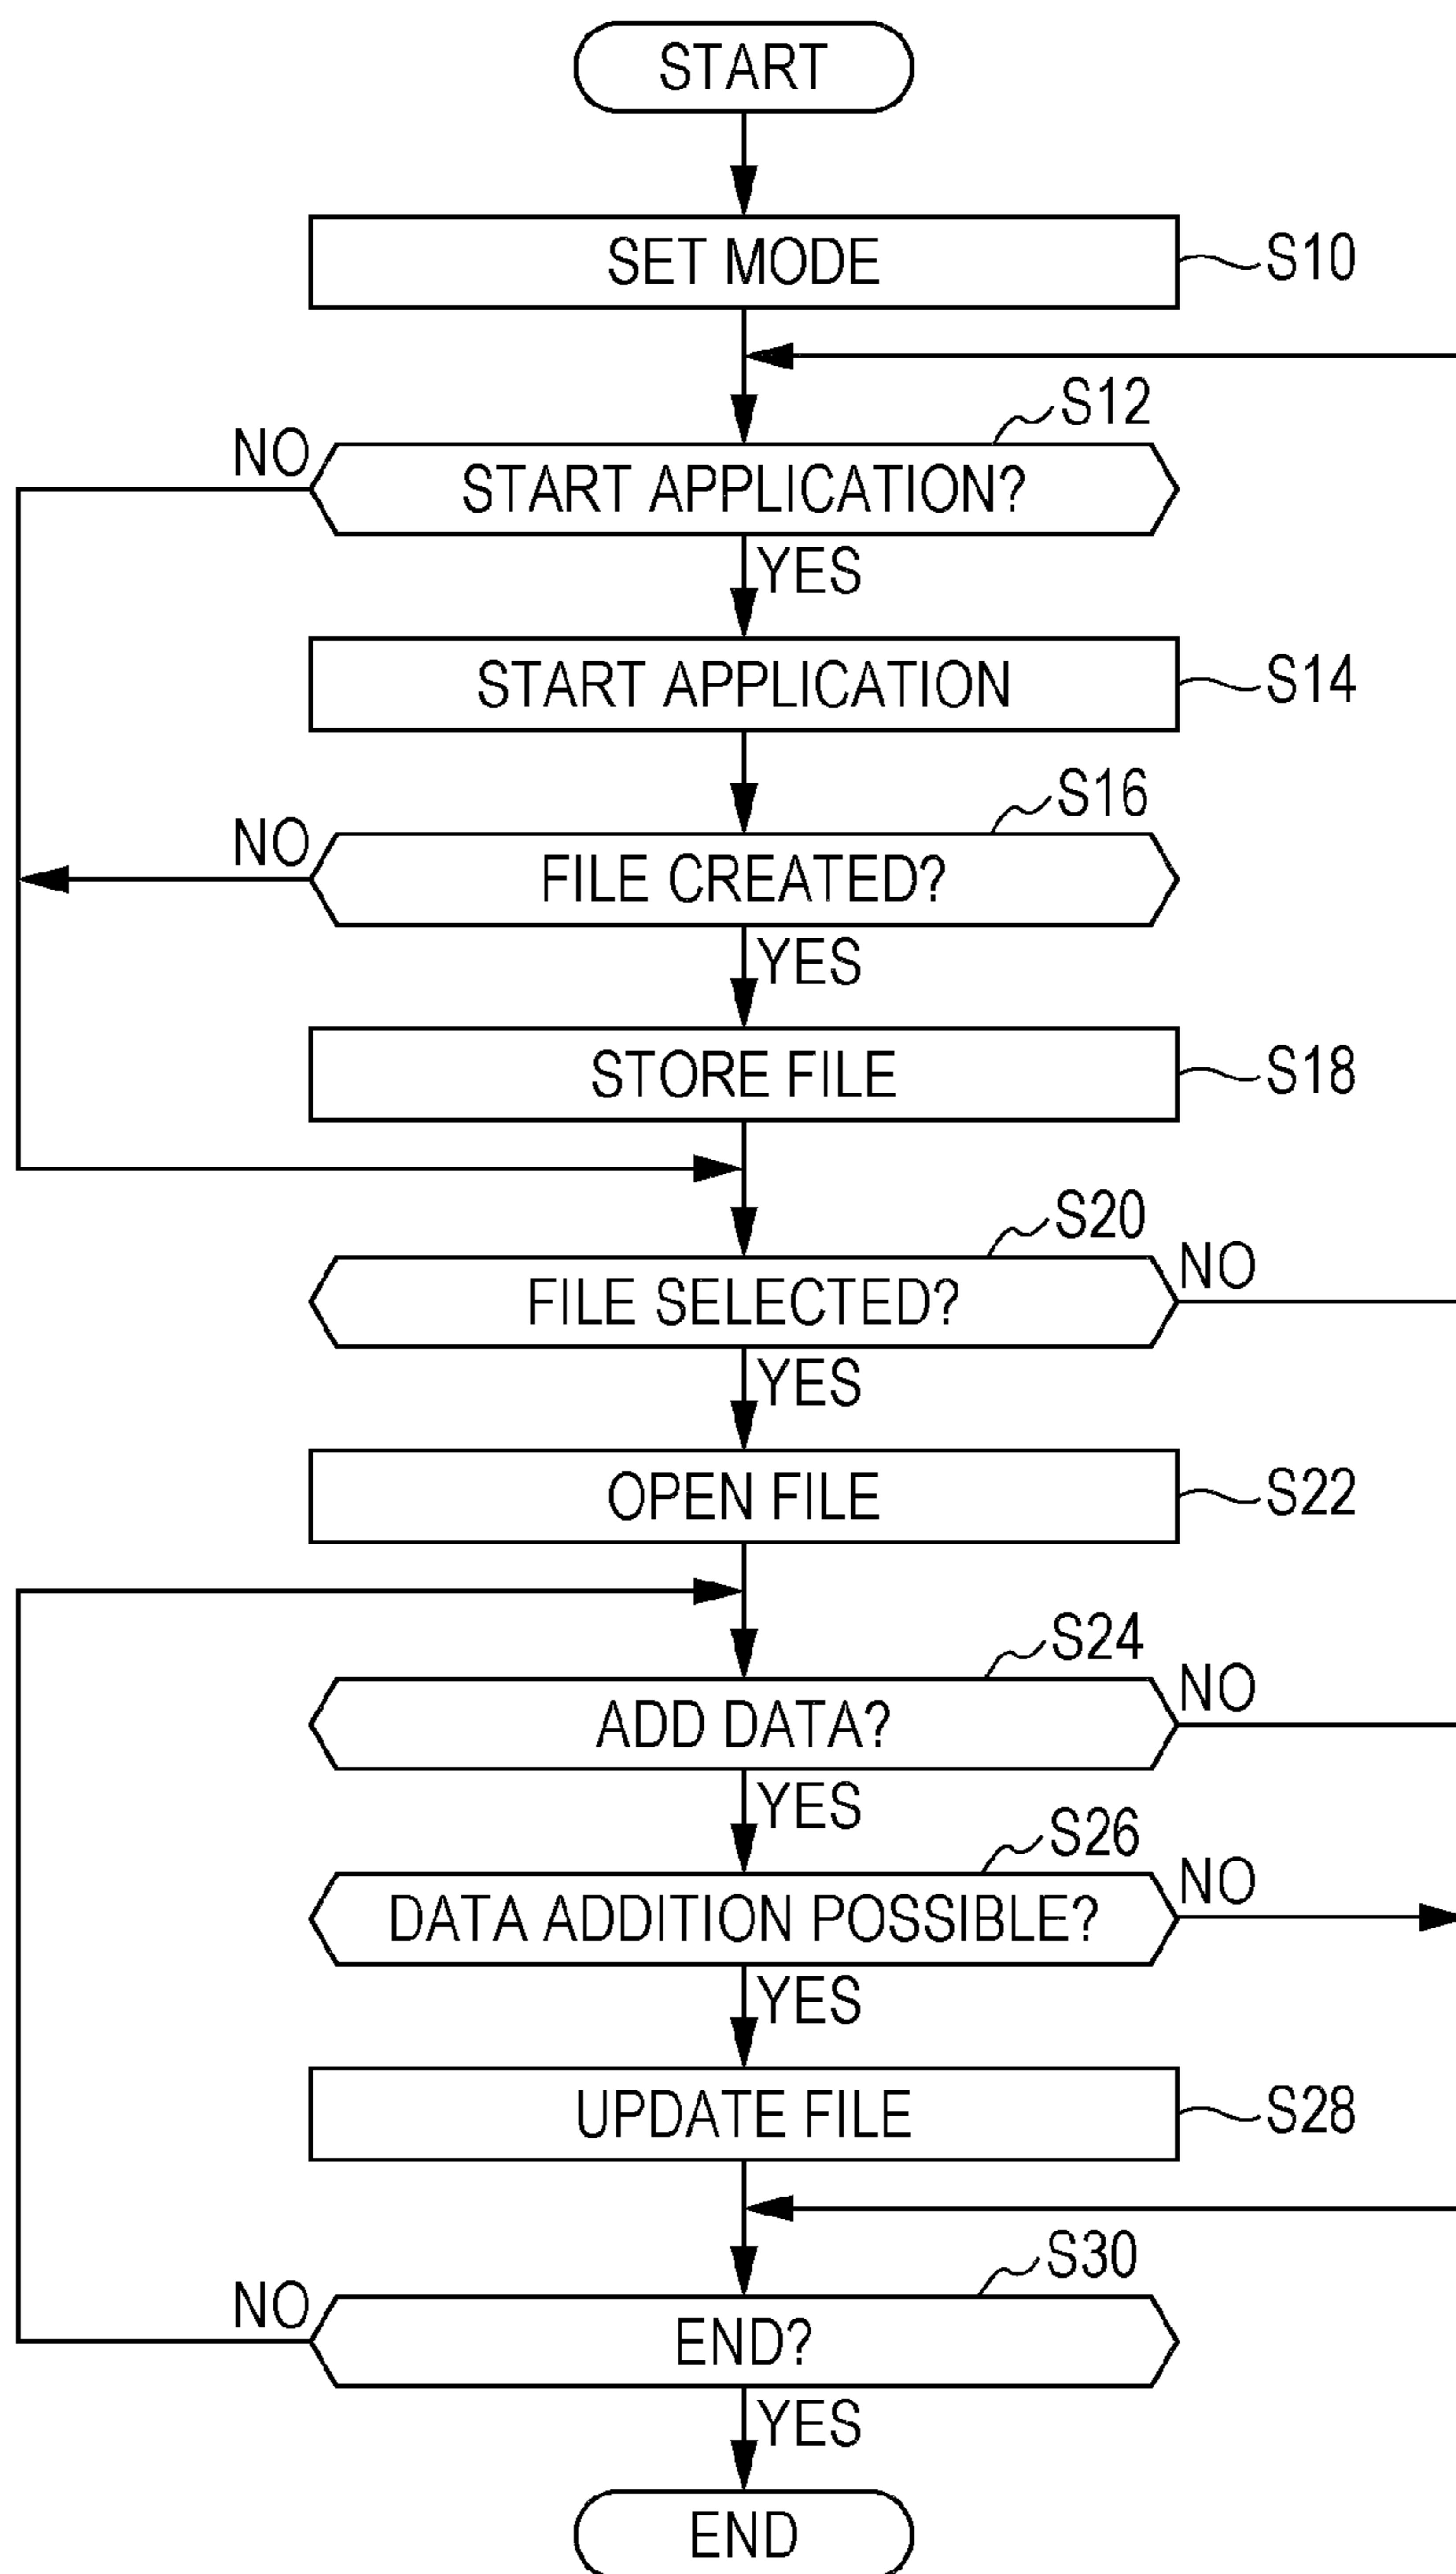 START
SET MODE
S10
S12
NO
START APPLICATION?
YES
START APPLICATION
S14
S16
NO
FILE CREATED?
YES
STORE FILE
S18
S20
NO
FILE SELECTED?
YES
OPEN FILE
S22
S24
NO
ADD DATA?
YES
S26
NO
DATA ADDITION POSSIBLE?
YES
UPDATE FILE
S28
S30
NO
END?
YES
END